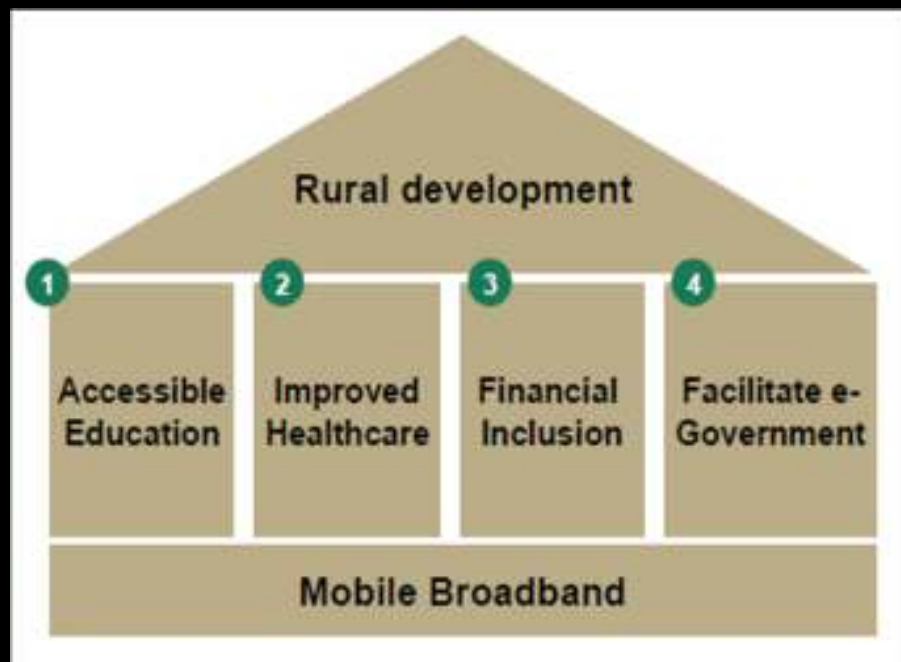 Rural development
1
2
3
4
Accessible
Education
Improved
Healthcare
Financial
Inclusion
Facilitate e-
Government
Mobile Broadband